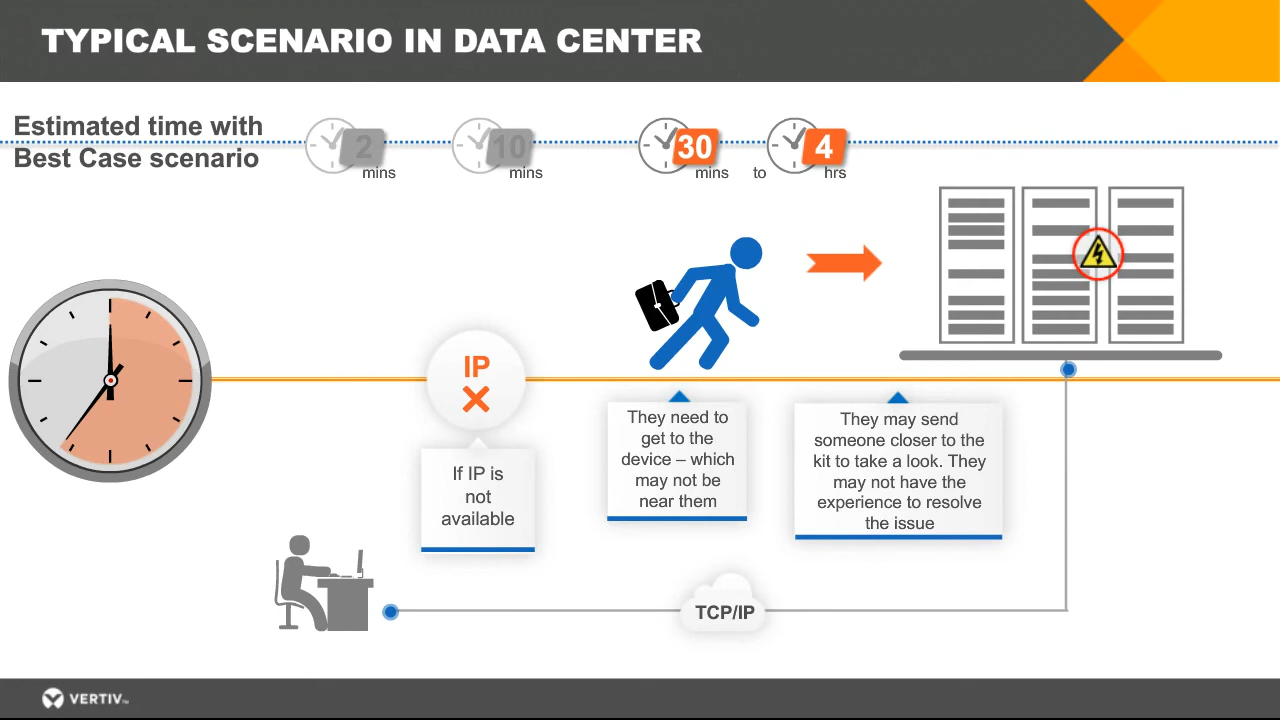 TYPICAL SCENARIO IN DATA CENTER
Estimated time with
Best Case scenario
2
mins
10
mins
30
mins
to
4
hrs
IP
If IP is
not
available
They need to
get to the
device – which
may not be
near them
They may send
someone closer to the
kit to take a look. They
may not have the
experience to resolve
the issue
TCP/IP
VERTIV™